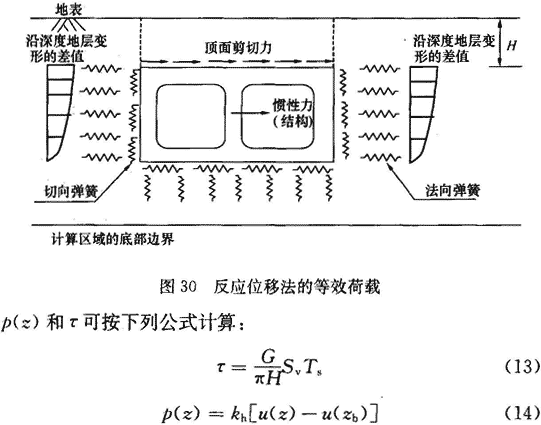 地表
沿深度地层变
形的差值
顶面剪切力
沿深度地层变
形的差值
H
惯性力
(结构)
切向弹簧
法向弹簧
计算区域的底部边界
图 30 反应位移法的等效荷载
p(z) 和 τ 可按下列公式计算:
τ = \frac{G}{πH} S_v T_s (13)
p(z) = k_h[u(z) − u(z_b)] (14)